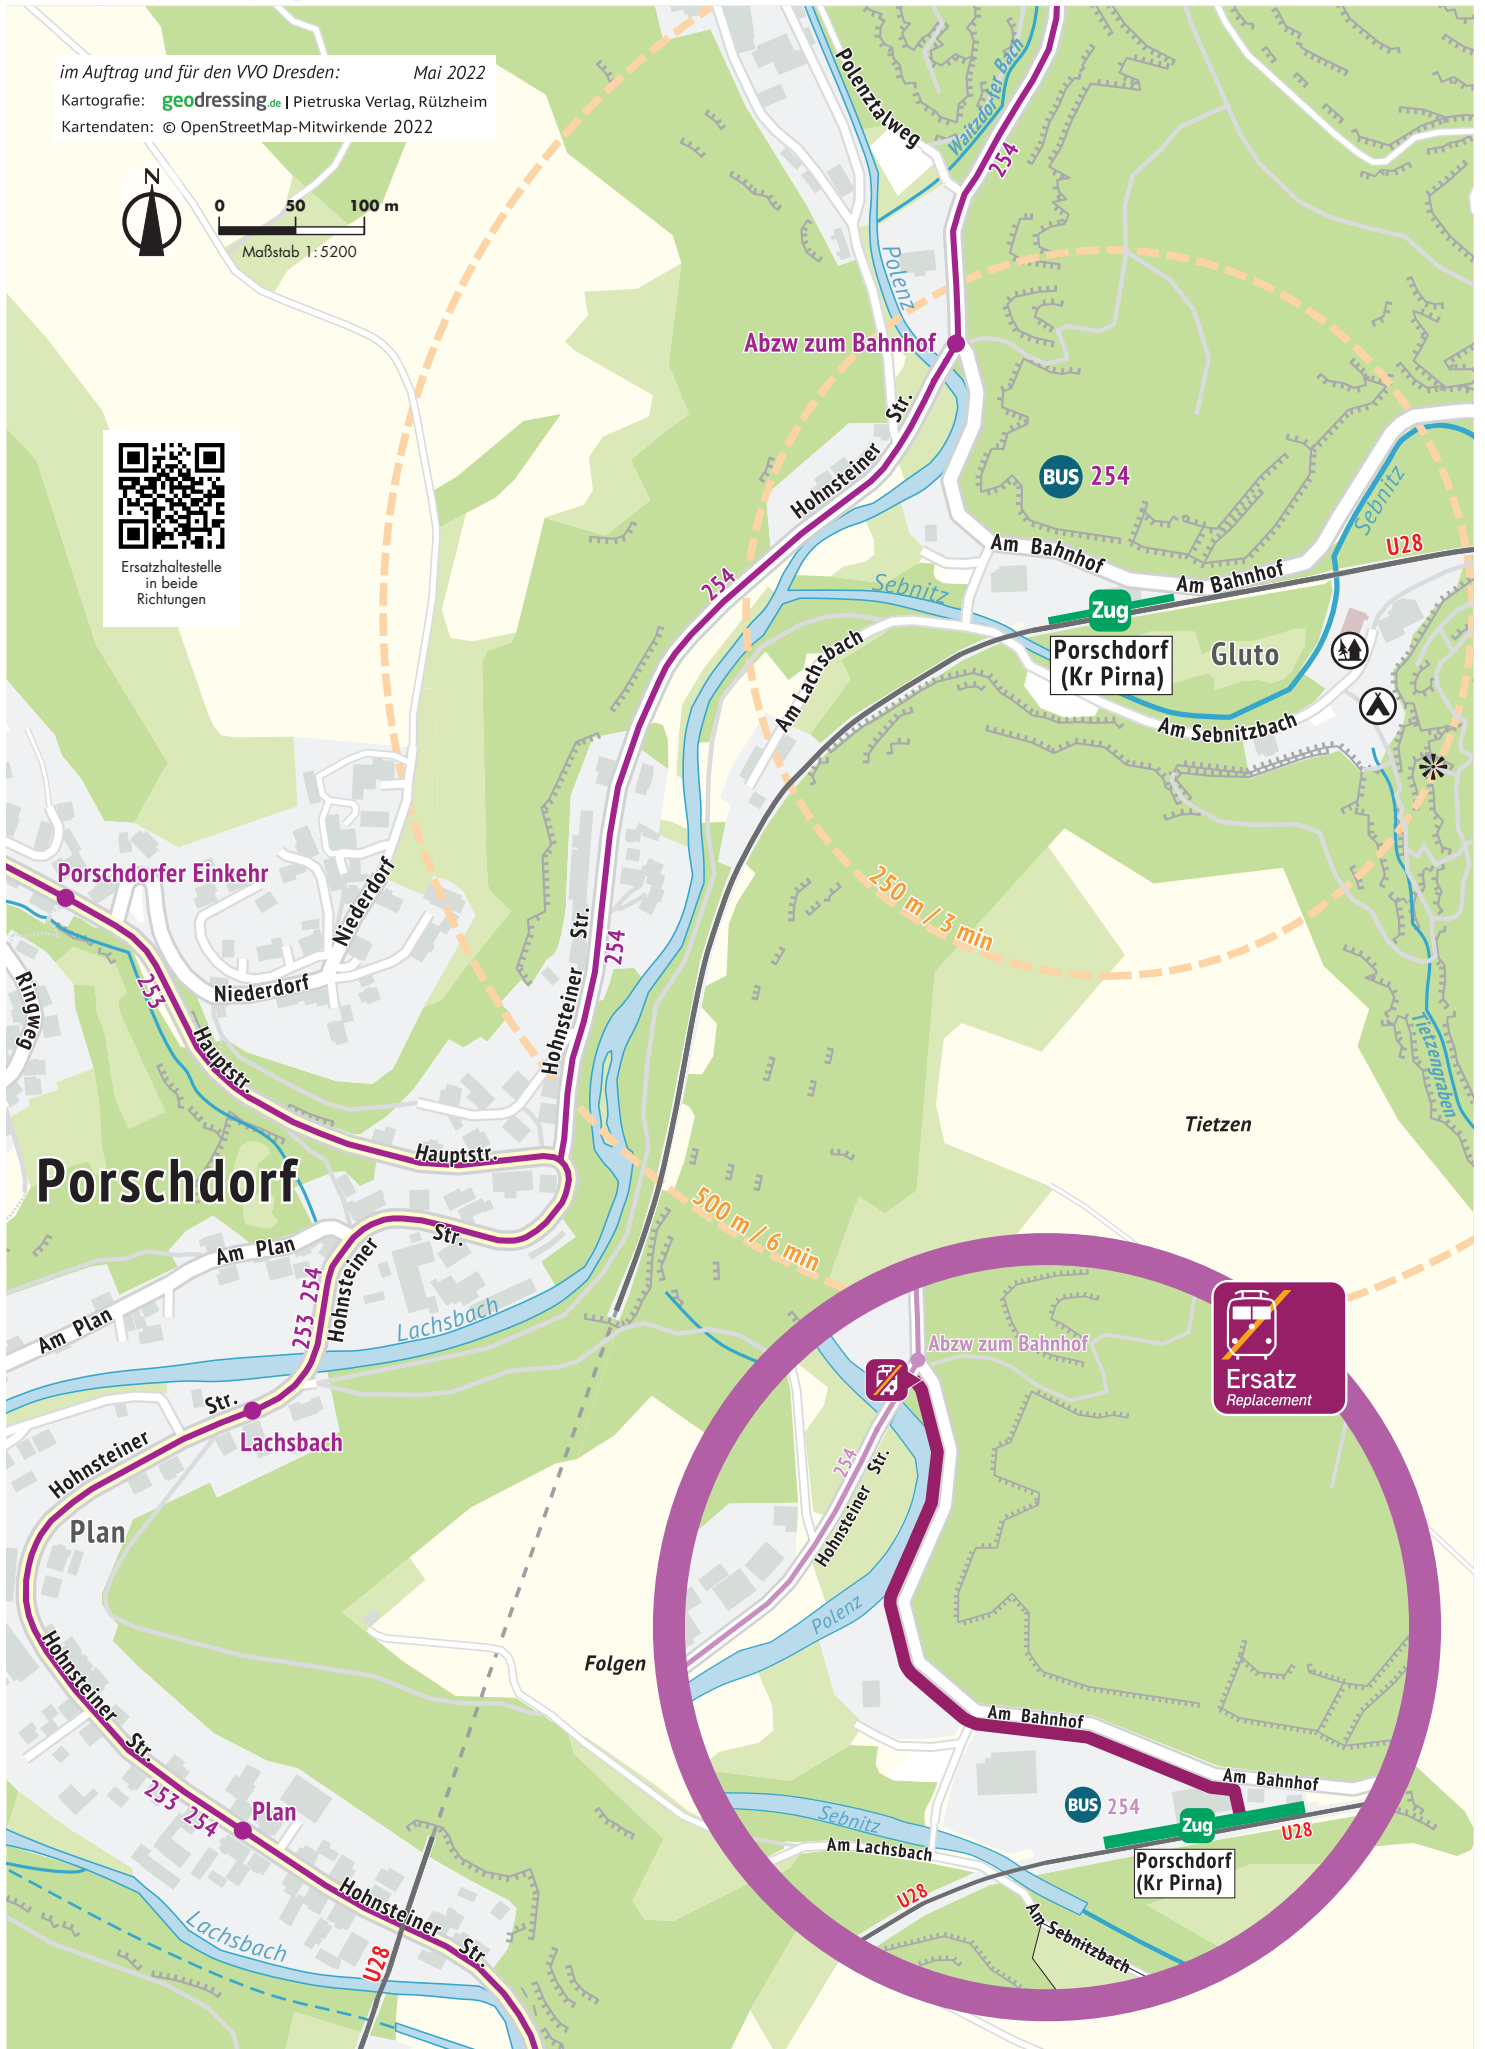 im Auftrag und für den VVO Dresden: Mai 2022
Kartografie: geodressing.de | Pietruska Verlag, Rülzheim
Kartendaten: © OpenStreetMap-Mitwirkende 2022
N
0 50 100 m
Maßstab 1:5200
Polenztalweg
Waitzdorfer Bach
254
Polenz
Abzw zum Bahnhof
Hohnsteiner Str.
BUS 254
Ersatzhaltestelle
in beide
Richtungen
Am Bahnhof
Am Bahnhof
Sebnitz
U28
254
Sebnitz
Zug
Porschdorf
(Kr Pirna)
Gluto
Am Lachsbach
Am Sebnitzbach
Porschdorfer Einkehr
Niederdorf
Niederdorf
250 m / 3 min
Hohnsteiner Str.
254
253
Ringweg
Hauptstr.
Hauptstr.
Tietzengraben
Tietzen
Porschdorf
500 m / 6 min
Am Plan
Am Plan
253 254
Hohnsteiner
Str.
Lachsbach
Str.
Lachsbach
Hohnsteiner
Plan
Hohnsteiner Str.
253 254
Plan
Hohnsteiner Str.
Lachsbach
U28
Folgen
Ersatz
Replacement
Abzw zum Bahnhof
254
Hohnsteiner Str.
Polenz
Am Bahnhof
Am Bahnhof
BUS 254
Sebnitz
Zug
U28
Am Lachsbach
Porschdorf
(Kr Pirna)
U28
Am Sebnitzbach